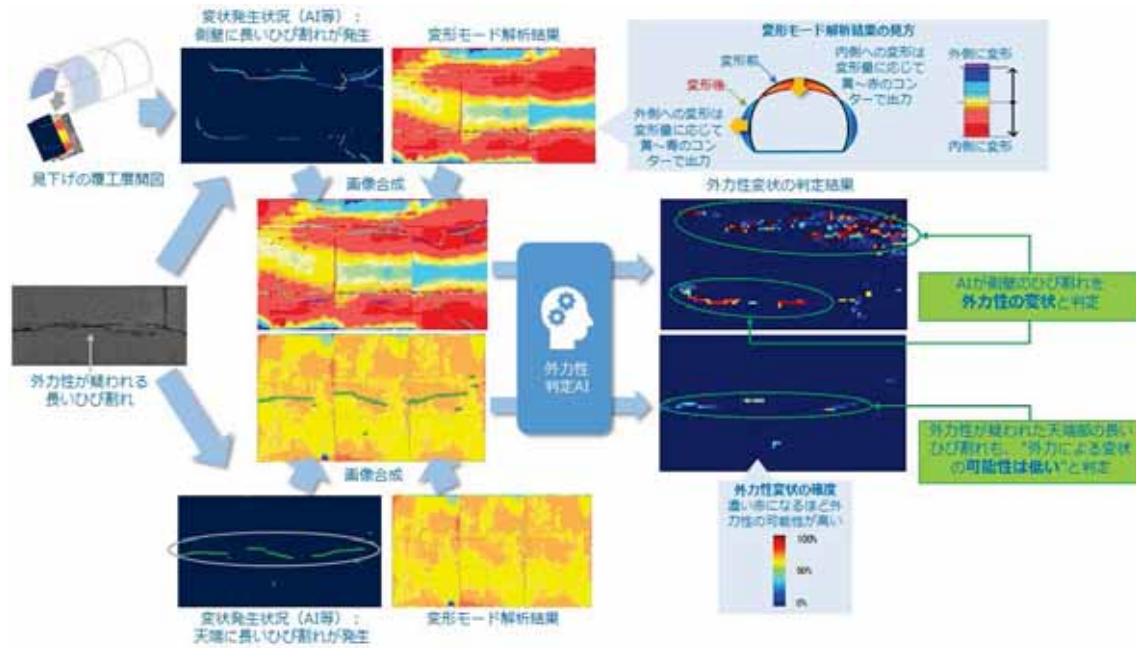 変状発生状況（AI等）：
側壁に長いひび割れが発生
変形モード解析結果
変形モード解析結果の見方
変形前
変形後
内側への変形は
変形量に応じて
黄～赤のコン
ターで出力
外側への変形は
変形量に応じて
黄～青のコン
ターで出力
外側に変形
内側に変形
見下げの覆工展開図
画像合成
外力性変状の判定結果
外力性が疑われる
長いひび割れ
外力性
判定AI
AIが側壁のひび割れを
外力性の変状と判定
外力性が疑われた天端部の長い
ひび割れも、“外力による変状
の可能性は低い”と判定
画像合成
外力性変状の確度
濃い赤になるほど外
力性の可能性が高い
100%
50%
0%
変状発生状況（AI等）：
天端に長いひび割れが発生
変形モード解析結果